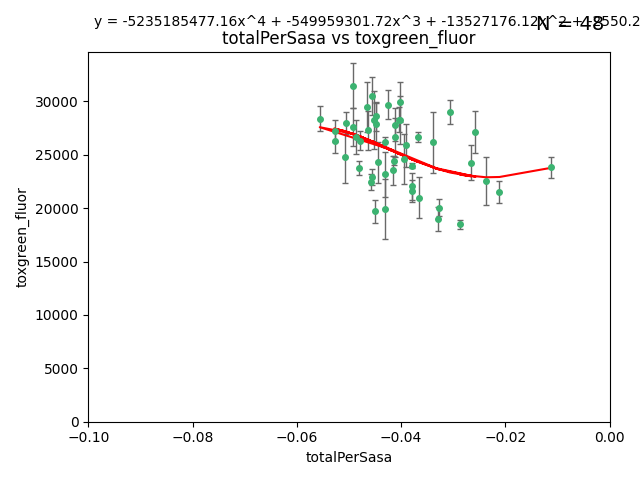 y = -5235185477.16x^4 + -549959301.72x^3 + -13527176.12x^2 +
N = 48
totalPerSasa vs toxgreen_fluor
toxgreen_fluor
30000
25000
20000
15000
10000
5000
0
−0.10
−0.08
−0.06
−0.04
−0.02
0.00
totalPerSasa